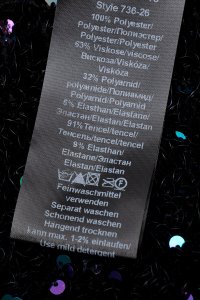 Style 736-26
100% Polyester/
Polyester/Полиэстер/
Polyester/Polyester
63% Viskose/viscose/
Вискоза/Viskóza/
Viskóza
32% Polyamid/
polyamide/Полиамид/
Polyamid/Polyamid
5% Elasthan/Elastane/
Эластан/Elastan/Elastan
91%Tencel/tencel/
Тенсель/tencel/tencel
9% Elasthan/
Elastane/Эластан
Elastan/Elastan
Feinwaschmittel
verwenden
Separat waschen
Schonend waschen
Hängend trocknen
kann max. 1-2% einlaufen/
Use mild detergent